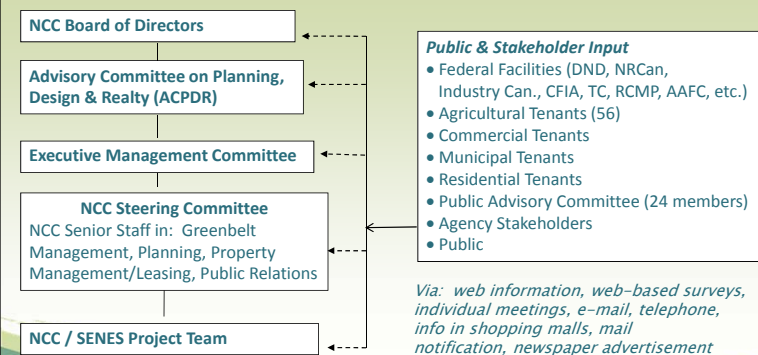 NCC Board of Directors
Advisory Committee on Planning,
Design & Realty (ACPDR)
Executive Management Committee
NCC Steering Committee
NCC Senior Staff in:  Greenbelt
Management, Planning, Property
Management/Leasing, Public Relations
NCC / SENES Project Team
Public & Stakeholder Input
• Federal Facilities (DND, NRCan,
Industry Can., CFIA, TC, RCMP, AAFC, etc.)
• Agricultural Tenants (56)
• Commercial Tenants
• Municipal Tenants
• Residential Tenants
• Public Advisory Committee (24 members)
• Agency Stakeholders
• Public
Via:  web information, web-based surveys,
individual meetings, e-mail, telephone,
info in shopping malls, mail
notification, newspaper advertisement